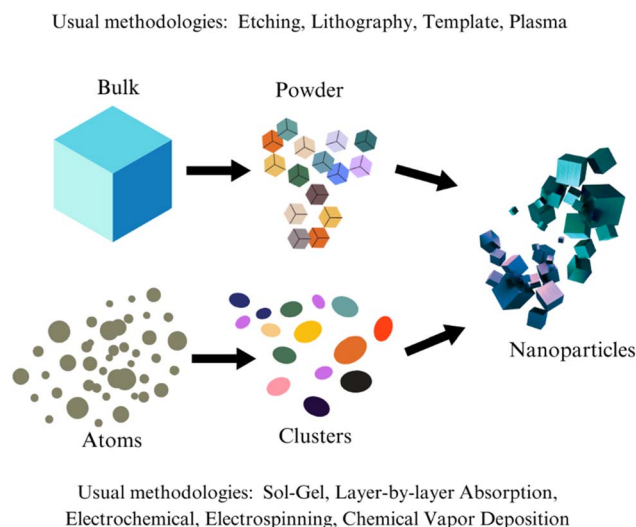 Usual methodologies: Etching, Lithography, Template, Plasma
Bulk
Powder
Nanoparticles
Atoms
Clusters
Usual methodologies: Sol-Gel, Layer-by-layer Absorption,
Electrochemical, Electrospinning, Chemical Vapor Deposition